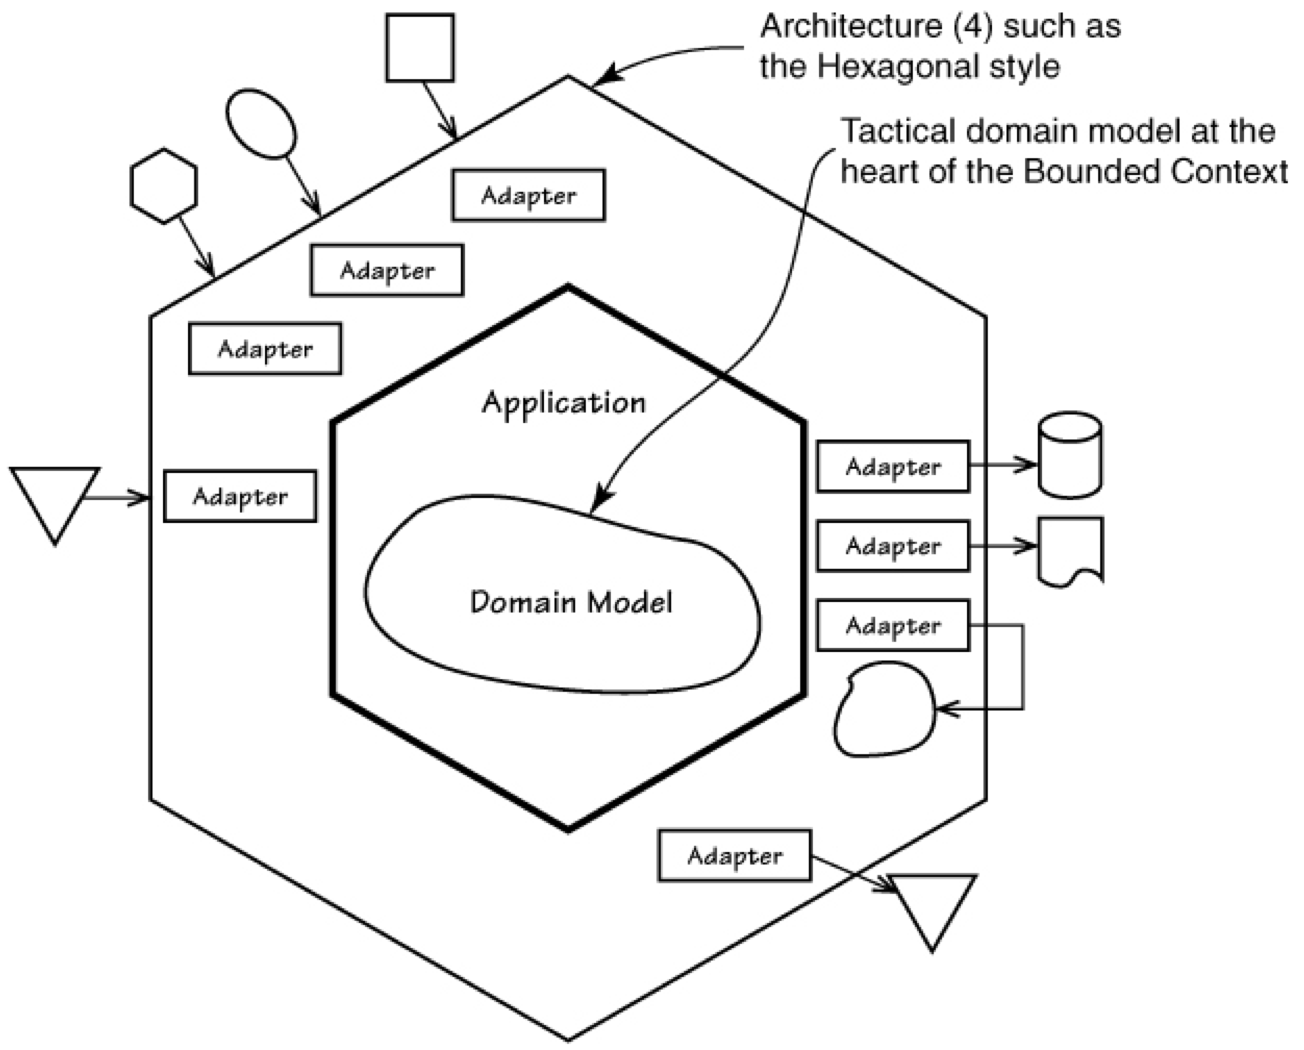 Architecture (4) such as
the Hexagonal style
Tactical domain model at the
heart of the Bounded Context
Adapter
Adapter
Adapter
Adapter
Application
Domain Model
Adapter
Adapter
Adapter
Adapter